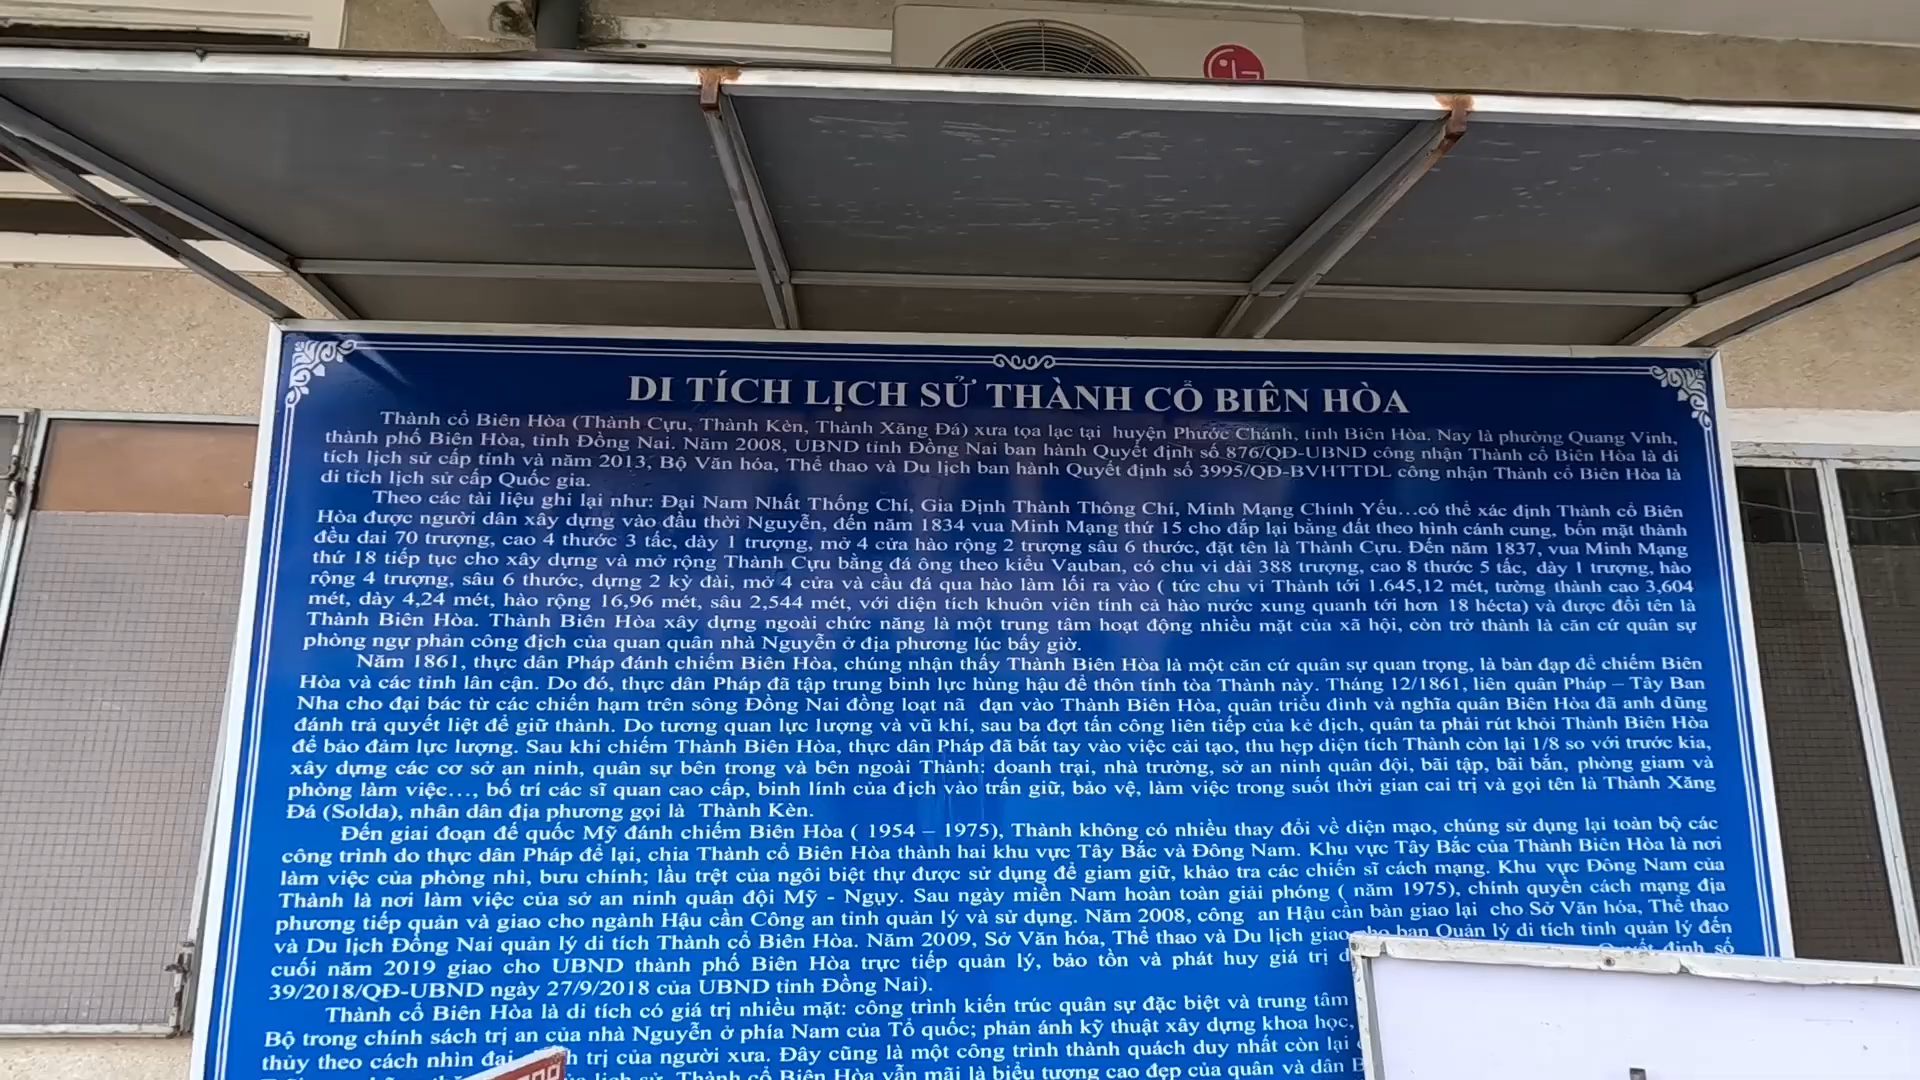 LG
DI TÍCH LỊCH SỬ THÀNH CỔ BIÊN HÒA
Thành cổ Biên Hòa (Thành Cựu, Thành Kèn, Thành Xăng Đá) xưa tọa lạc tại huyện Phước Chánh, tỉnh Biên Hòa. Nay là phường Quang Vinh,
thành phố Biên Hòa, tỉnh Đồng Nai. Năm 2008, UBND tỉnh Đồng Nai ban hành Quyết định số 876/QĐ-UBND công nhận Thành cổ Biên Hòa là di
tích lịch sử cấp tỉnh và năm 2013, Bộ Văn hóa, Thể thao và Du lịch ban hành Quyết định số 3995/QĐ-BVHTTDL công nhận Thành cổ Biên Hòa là
di tích lịch sử cấp Quốc gia.
Theo các tài liệu ghi lại như: Đại Nam Nhất Thống Chí, Gia Định Thành Thông Chí, Minh Mạng Chính Yếu...có thể xác định Thành cổ Biên
Hòa được người dân xây dựng vào đầu thời Nguyễn, đến năm 1834 vua Minh Mạng thứ 15 cho đắp lại bằng đất theo hình cánh cung, bốn mặt thành
đều dai 70 trượng, cao 4 thước 3 tấc, dày 1 trượng, mở 4 cửa hào rộng 2 trượng sâu 6 thước, đặt tên là Thành Cựu. Đến năm 1837, vua Minh Mạng
thứ 18 tiếp tục cho xây dựng và mở rộng Thành Cựu bằng đá ông theo kiểu Vauban, có chu vi dài 388 trượng, cao 8 thước 5 tấc, dày 1 trượng, hào
rộng 4 trượng, sâu 6 thước, dựng 2 kỳ đài, mở 4 cửa và cầu đá qua hào làm lối ra vào ( tức chu vi Thành tới 1.645,12 mét, tường thành cao 3,604
mét, dày 4,24 mét, hào rộng 16,96 mét, sâu 2,544 mét, với diện tích khuôn viên tính cả hào nước xung quanh tới hơn 18 hécta) và được đổi tên là
Thành Biên Hòa. Thành Biên Hòa xây dựng ngoài chức năng là một trung tâm hoạt động nhiều mặt của xã hội, còn trở thành là căn cứ quân sự
phòng ngự phản công địch của quan quân nhà Nguyễn ở địa phương lúc bấy giờ.
Năm 1861, thực dân Pháp đánh chiếm Biên Hòa, chúng nhận thấy Thành Biên Hòa là một căn cứ quân sự quan trọng, là bàn đạp để chiếm Biên
Hòa và các tỉnh lân cận. Do đó, thực dân Pháp đã tập trung binh lực hùng hậu để thôn tính tòa Thành này. Tháng 12/1861, liên quân Pháp – Tây Ban
Nha cho đại bác từ các chiến hạm trên sông Đồng Nai đồng loạt nã đạn vào Thành Biên Hòa, quân triều đình và nghĩa quân Biên Hòa đã anh dũng
đánh trả quyết liệt để giữ thành. Do tương quan lực lượng và vũ khí, sau ba đợt tấn công liên tiếp của kẻ địch, quân ta phải rút khỏi Thành Biên Hòa
để bảo đảm lực lượng. Sau khi chiếm Thành Biên Hòa, thực dân Pháp đã bắt tay vào việc cải tạo, thu hẹp diện tích Thành còn lại 1/8 so với trước kia,
xây dựng các cơ sở an ninh, quân sự bên trong và bên ngoài Thành: doanh trại, nhà trường, sở an ninh quân đội, bãi tập, bãi bắn, phòng giam và
phòng làm việc..., bố trí các sĩ quan cao cấp, binh lính của địch vào trấn giữ, bảo vệ, làm việc trong suốt thời gian cai trị và gọi tên là Thành Xăng
Đá (Solda), nhân dân địa phương gọi là Thành Kèn.
Đến giai đoạn đế quốc Mỹ đánh chiếm Biên Hòa ( 1954 – 1975), Thành không có nhiều thay đổi về diện mạo, chúng sử dụng lại toàn bộ các
công trình do thực dân Pháp để lại, chia Thành cổ Biên Hòa thành hai khu vực Tây Bắc và Đông Nam. Khu vực Tây Bắc của Thành Biên Hòa là nơi
làm việc của phòng nhì, bưu chính; lầu trệt của ngôi biệt thự được sử dụng để giam giữ, khảo tra các chiến sĩ cách mạng. Khu vực Đông Nam của
Thành là nơi làm việc của sở an ninh quân đội Mỹ - Ngụy. Sau ngày miền Nam hoàn toàn giải phóng ( năm 1975), chính quyền cách mạng địa
phương tiếp quản và giao cho ngành Hậu cần Công an tỉnh quản lý và sử dụng. Năm 2008, công an Hậu cần bàn giao lại cho Sở Văn hóa, Thể thao
và Du lịch Đồng Nai quản lý di tích Thành cổ Biên Hòa. Năm 2009, Sở Văn hóa, Thể thao và Du lịch giao cho ban Quản lý di tích tỉnh quản lý đến
cuối năm 2019 giao cho UBND thành phố Biên Hòa trực tiếp quản lý, bảo tồn và phát huy giá trị Quyết định số
39/2018/QĐ-UBND ngày 27/9/2018 của UBND tỉnh Đồng Nai).
Thành cổ Biên Hòa là di tích có giá trị nhiều mặt: công trình kiến trúc quân sự đặc biệt và trung tâm
Bộ trong chính sách trị an của nhà Nguyễn ở phía Nam của Tổ quốc; phản ánh kỹ thuật xây dựng khoa học,
thủy theo cách nhìn trị của người xưa. Đây cũng là một công trình thành quách duy nhất còn lại
lịch sử. Thành cổ Biên Hòa vẫn mãi là biểu tượng cao đẹp của quân và dân